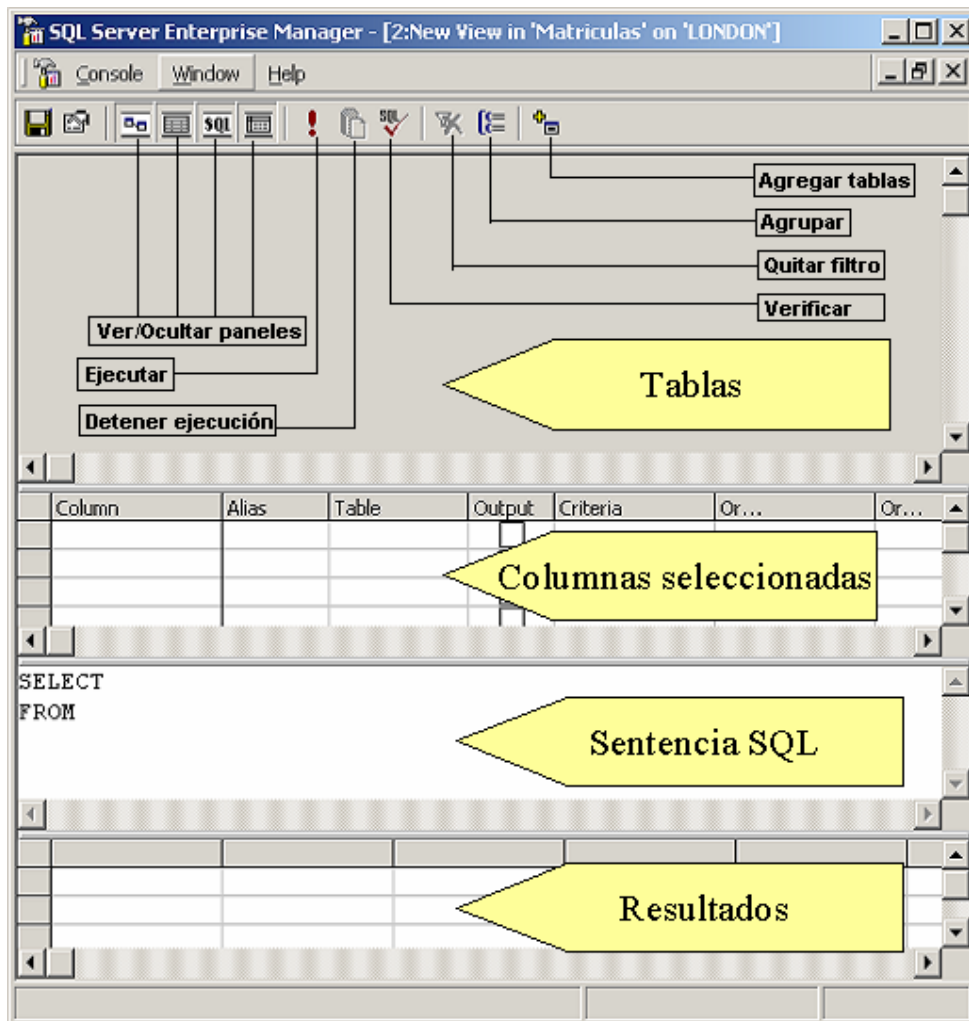 SQL Server Enterprise Manager - [2:New View in 'Matriculas' on 'LONDON']
Console Window Help
SQL SQL
Agregar tablas
Agrupar
Quitar filtro
Verificar
Ver/Ocultar paneles
Ejecutar
Detener ejecución
Tablas
Column Alias Table Output Criteria Or... Or...
Columnas seleccionadas
SELECT
FROM
Sentencia SQL
Resultados